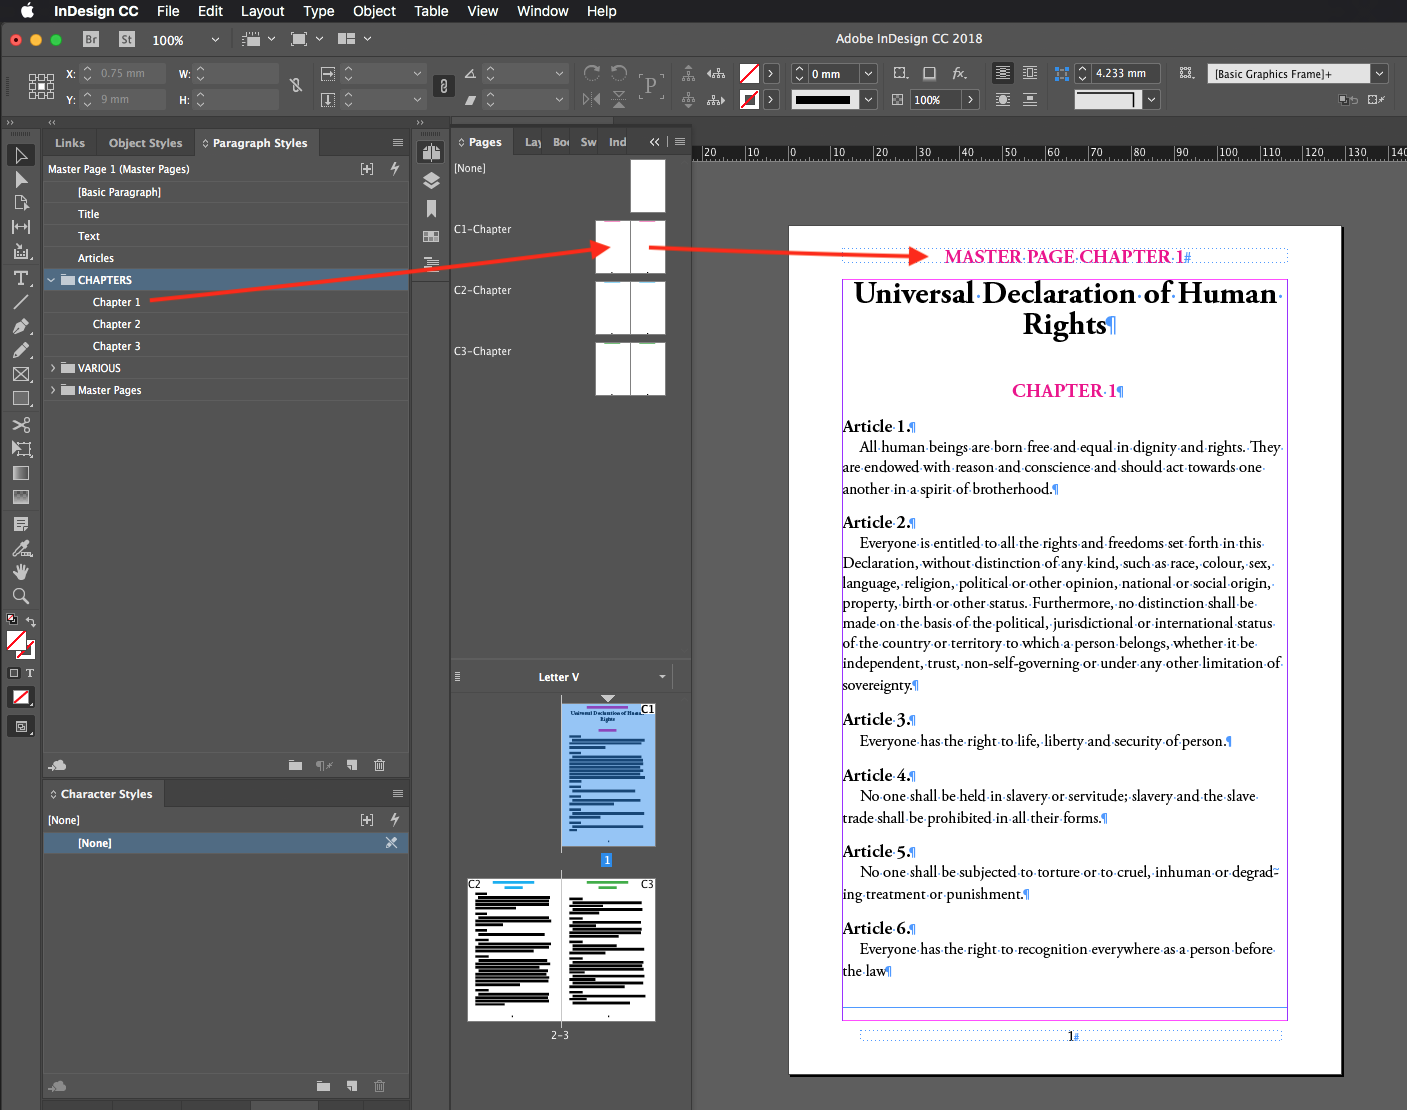 InDesign CC File Edit Layout Type Object Table View Window Help
Br St 100% Adobe InDesign CC 2018
X: 0.75 mm W: 0 mm 4.233 mm [Basic Graphics Frame]+
Y: 9 mm H: 100%
Links Object Styles Paragraph Styles
Master Page 1 (Master Pages)
[Basic Paragraph]
Title
Text
Articles
CHAPTERS
Chapter 1
Chapter 2
Chapter 3
VARIOUS
Master Pages
Character Styles
[None]
[None]
Pages Lay Boo Sw Ind
[None]
C1-Chapter
C2-Chapter
C3-Chapter
Letter V
C1
Universal Declaration of Human
Rights
1
C2 C3
2-3
20 10 0 10 20 30 40 50 60 70 80 90 100 110 120 130 140
MASTER PAGE CHAPTER 1#
Universal Declaration of Human
Rights¶
CHAPTER 1¶
Article 1.¶
All human beings are born free and equal in dignity and rights. They
are endowed with reason and conscience and should act towards one
another in a spirit of brotherhood.¶
Article 2.¶
Everyone is entitled to all the rights and freedoms set forth in this
Declaration, without distinction of any kind, such as race, colour, sex,
language, religion, political or other opinion, national or social origin,
property, birth or other status. Furthermore, no distinction shall be
made on the basis of the political, jurisdictional or international status
of the country or territory to which a person belongs, whether it be
independent, trust, non-self-governing or under any other limitation of
sovereignty.¶
Article 3.¶
Everyone has the right to life, liberty and security of person.¶
Article 4.¶
No one shall be held in slavery or servitude; slavery and the slave
trade shall be prohibited in all their forms.¶
Article 5.¶
No one shall be subjected to torture or to cruel, inhuman or degrad-
ing treatment or punishment.¶
Article 6.¶
Everyone has the right to recognition everywhere as a person before
the law¶
1#